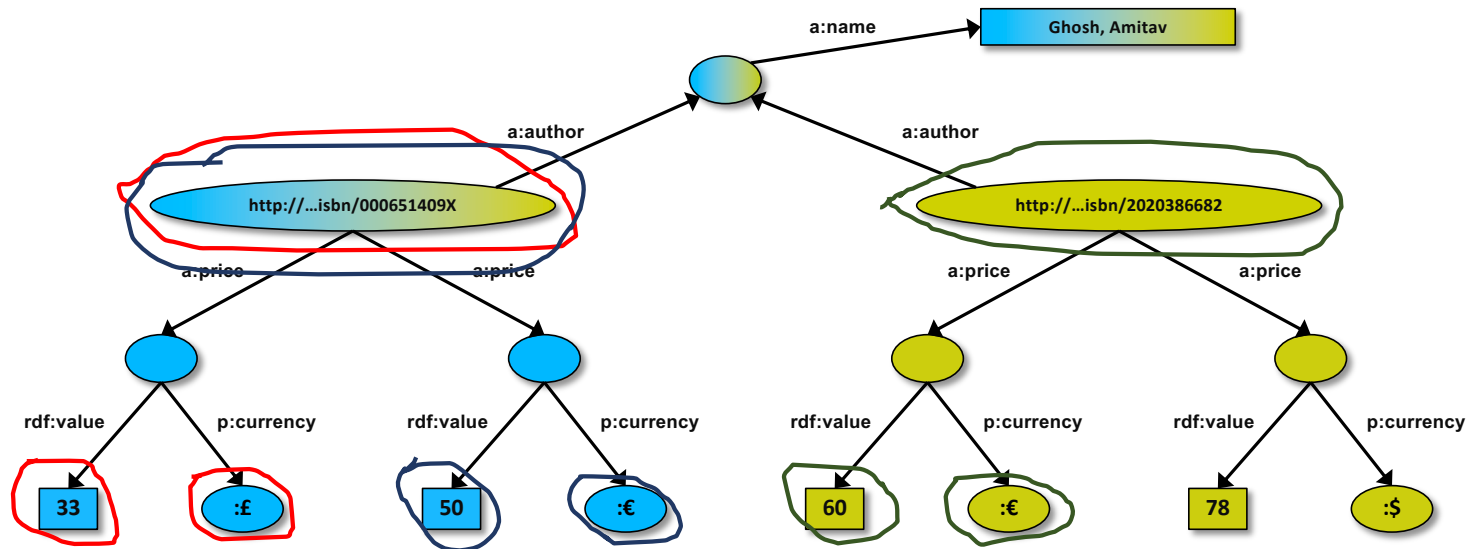 a:name
Ghosh, Amitav
a:author
a:author
http://...isbn/000651409X
http://...isbn/2020386682
a:price
a:price
a:price
a:price
rdf:value
p:currency
rdf:value
p:currency
rdf:value
p:currency
rdf:value
p:currency
33
:£
50
:€
60
:€
78
:$